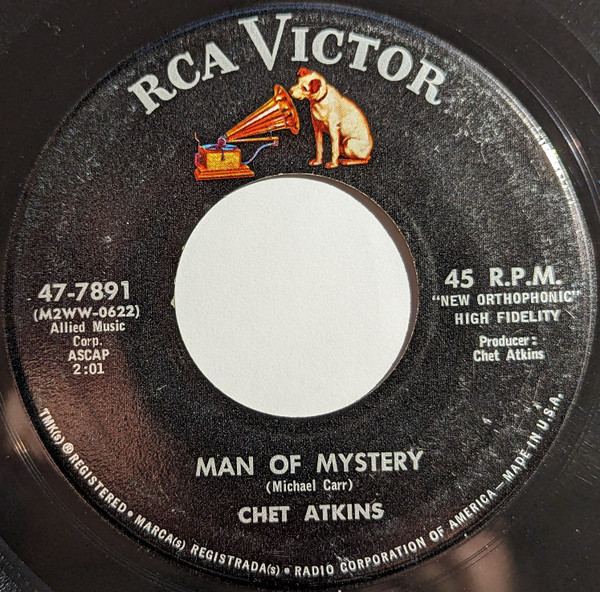 RCA VICTOR
47-7891
(M2WW-0622)
Allied Music
Corp.
ASCAP
2:01
45 R.P.M.
"NEW ORTHOPHONIC"
HIGH FIDELITY
Producer:
Chet Atkins
MAN OF MYSTERY
(Michael Carr)
CHET ATKINS
TMK(s) ® REGISTERED • MARCA(s) REGISTRADA(s) • RADIO CORPORATION OF AMERICA — MADE IN U.S.A.